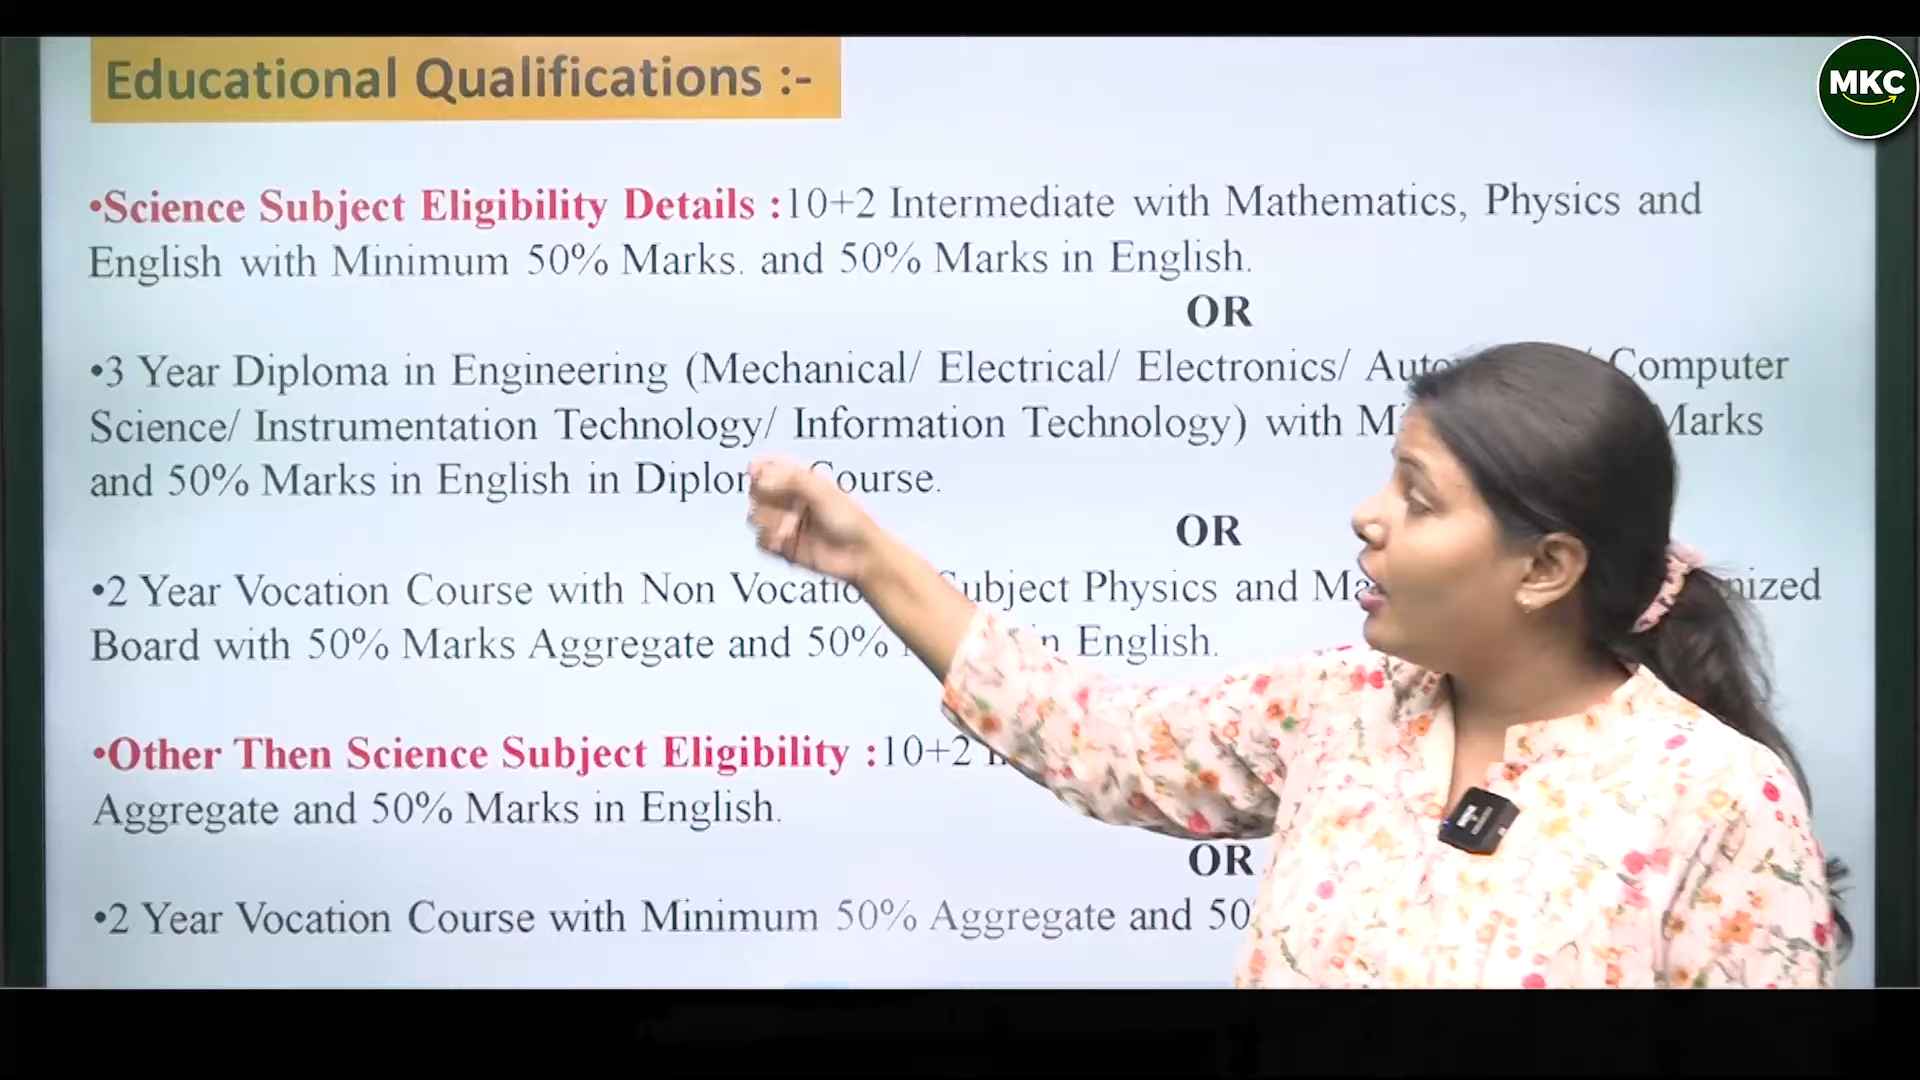 Educational Qualifications :-
MKC
•Science Subject Eligibility Details :10+2 Intermediate with Mathematics, Physics and
English with Minimum 50% Marks. and 50% Marks in English.
OR
•3 Year Diploma in Engineering (Mechanical/ Electrical/ Electronics/ Computer
Science/ Instrumentation Technology/ Information Technology) with Marks
and 50% Marks in English in Course.
OR
•2 Year Vocation Course with Non Physics and
Board with 50% Marks Aggregate and 50% English.
•Other Then Science Subject Eligibility :10+2
Aggregate and 50% Marks in English.
OR
•2 Year Vocation Course with Minimum 50% Aggregate and